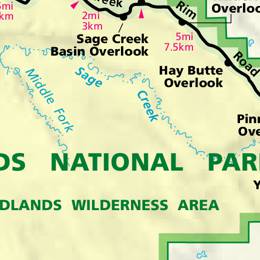 Rim
Overloo
2mi
3km
5mi
7.5km
Sage Creek
Basin Overlook
Road
Hay Butte
Overlook
Middle Fork
Sage
Creek
Pinn
Ove
DS NATIONAL PAR
DLANDS WILDERNESS AREA